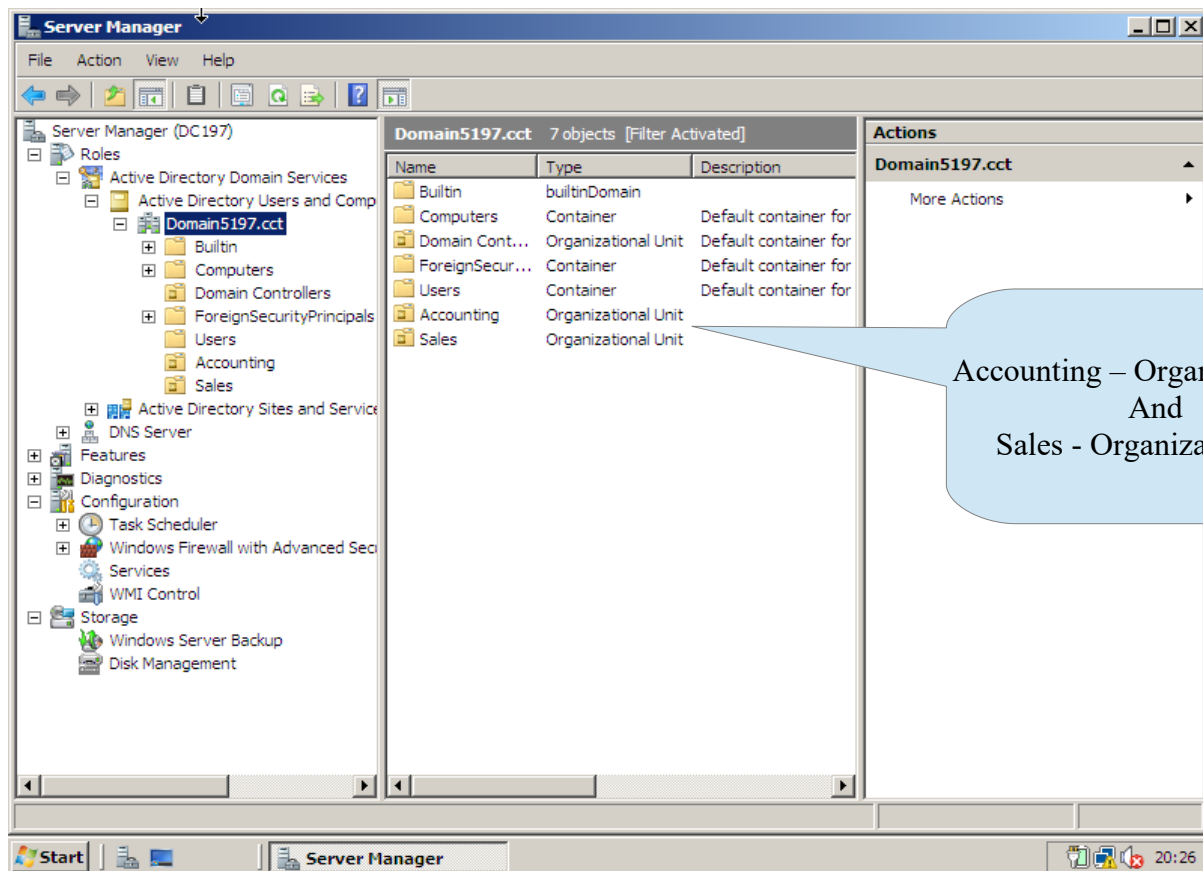 Server Manager
File Action View Help
Server Manager (DC197)
Roles
Active Directory Domain Services
Active Directory Users and Comp
Domain5197.cct
Builtin
Computers
Domain Controllers
ForeignSecurityPrincipals
Users
Accounting
Sales
Active Directory Sites and Service
DNS Server
Features
Diagnostics
Configuration
Task Scheduler
Windows Firewall with Advanced Secu
Services
WMI Control
Storage
Windows Server Backup
Disk Management
Domain5197.cct 7 objects [Filter Activated]
Name Type Description
Builtin builtinDomain
Computers Container Default container for
Domain Cont... Organizational Unit Default container for
ForeignSecur... Container Default container for
Users Container Default container for
Accounting Organizational Unit
Sales Organizational Unit
Actions
Domain5197.cct
More Actions
Accounting – Organ
And
Sales - Organiza
Start Server Manager 20:26